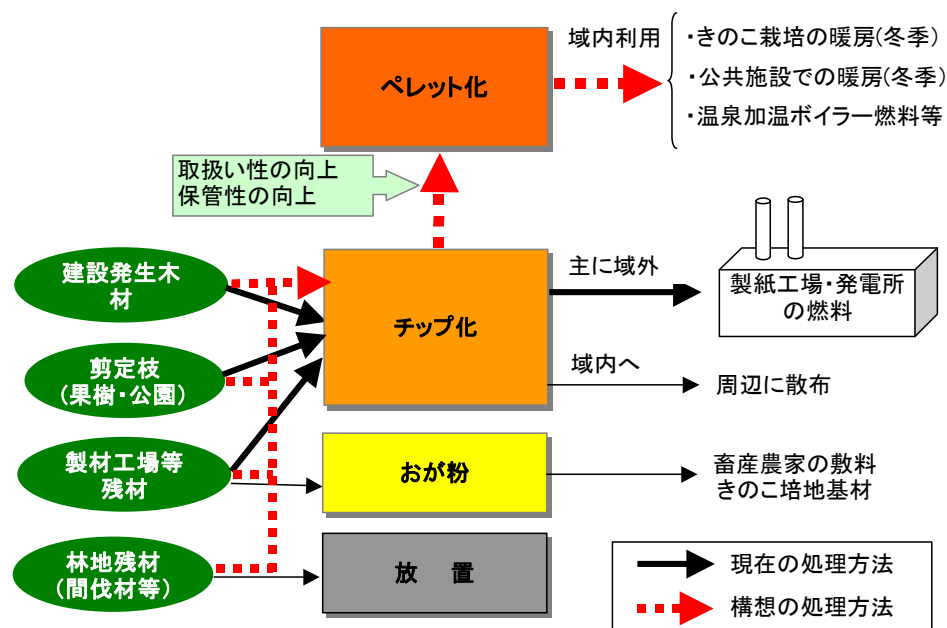 ペレット化
域内利用
・きのこ栽培の暖房(冬季)
・公共施設での暖房(冬季)
・温泉加温ボイラー燃料等
取扱い性の向上
保管性の向上
建設発生木
材
チップ化
主に域外
製紙工場・発電所
の燃料
剪定枝
(果樹・公園)
域内へ
周辺に散布
製材工場等
残材
おが粉
畜産農家の敷料
きのこ培地基材
林地残材
(間伐材等)
放 置
現在の処理方法
構想の処理方法